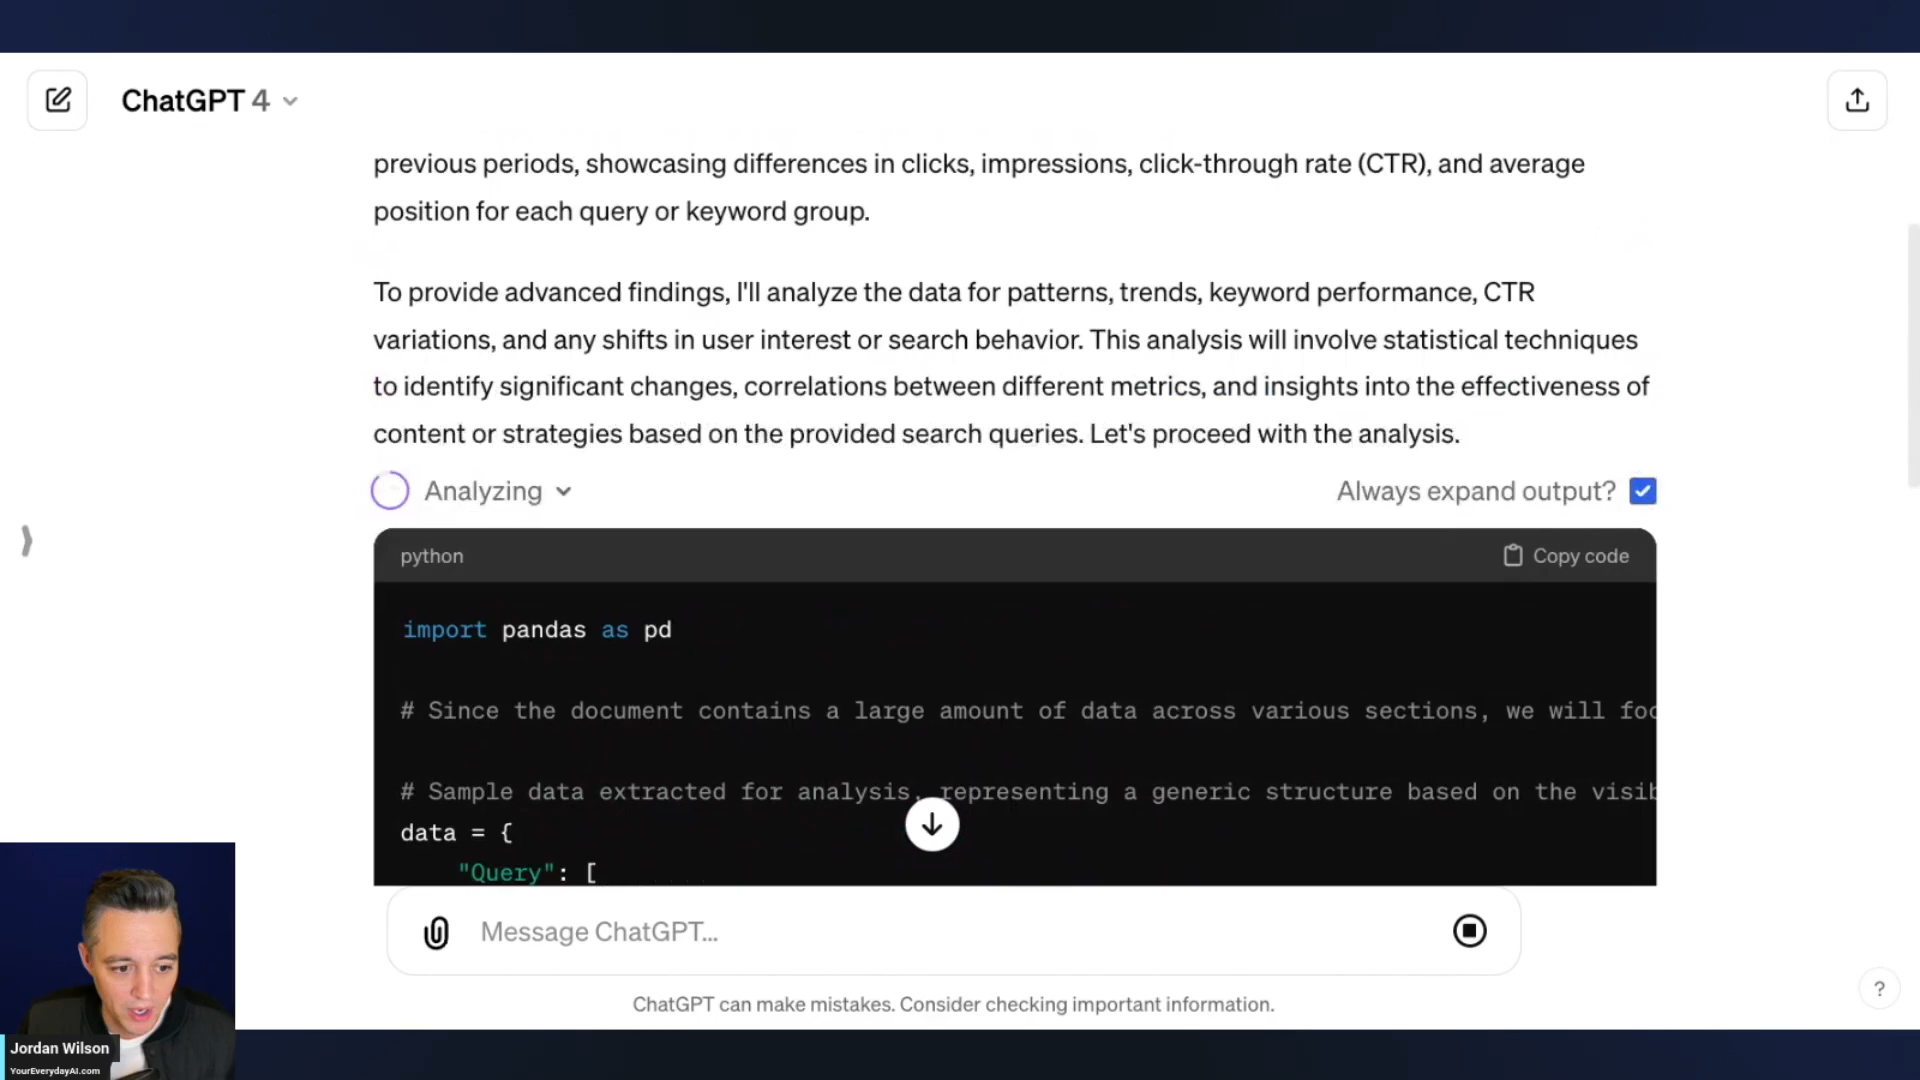 ChatGPT 4
previous periods, showcasing differences in clicks, impressions, click-through rate (CTR), and average
position for each query or keyword group.
To provide advanced findings, I'll analyze the data for patterns, trends, keyword performance, CTR
variations, and any shifts in user interest or search behavior. This analysis will involve statistical techniques
to identify significant changes, correlations between different metrics, and insights into the effectiveness of
content or strategies based on the provided search queries. Let's proceed with the analysis.
Analyzing
Always expand output?
python
Copy code
import pandas as pd
# Since the document contains a large amount of data across various sections, we will foc
# Sample data extracted for analysis, representing a generic structure based on the visib
data = {
"Query": [
Message ChatGPT...
ChatGPT can make mistakes. Consider checking important information.
?
Jordan Wilson
YourEverydayAI.com